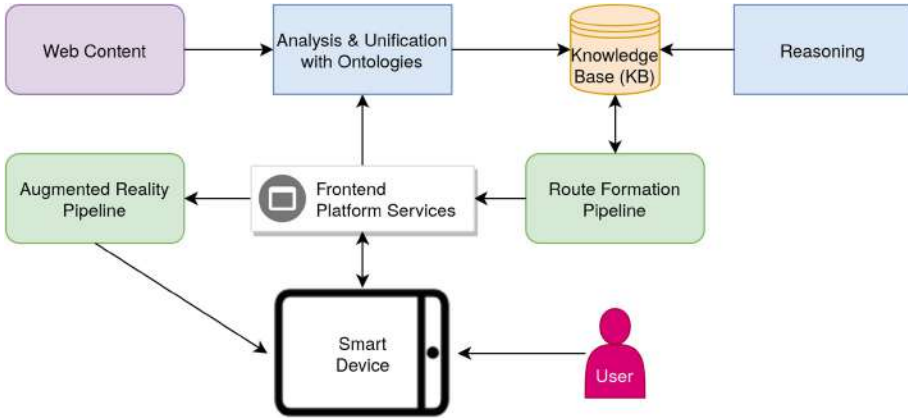 Web Content
Analysis & Unification
with Ontologies
Knowledge
Base (KB)
Reasoning
Augmented Reality
Pipeline
Frontend
Platform Services
Route Formation
Pipeline
Smart
Device
User